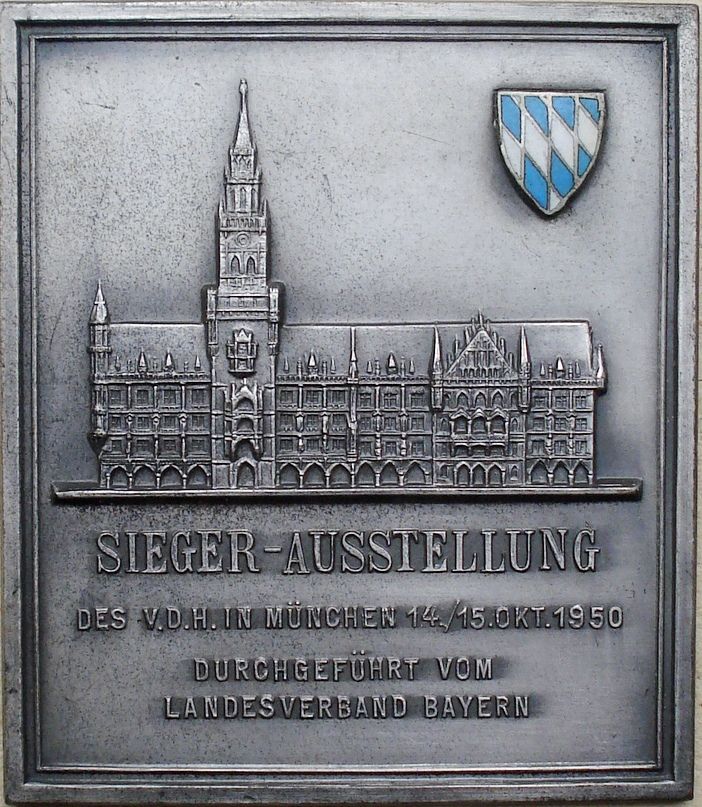 SIEGER-AUSSTELLUNG
DES V.D.H. IN MÜNCHEN 14./15.OKT.1950
DURCHGEFÜHRT VOM
LANDESVERBAND BAYERN